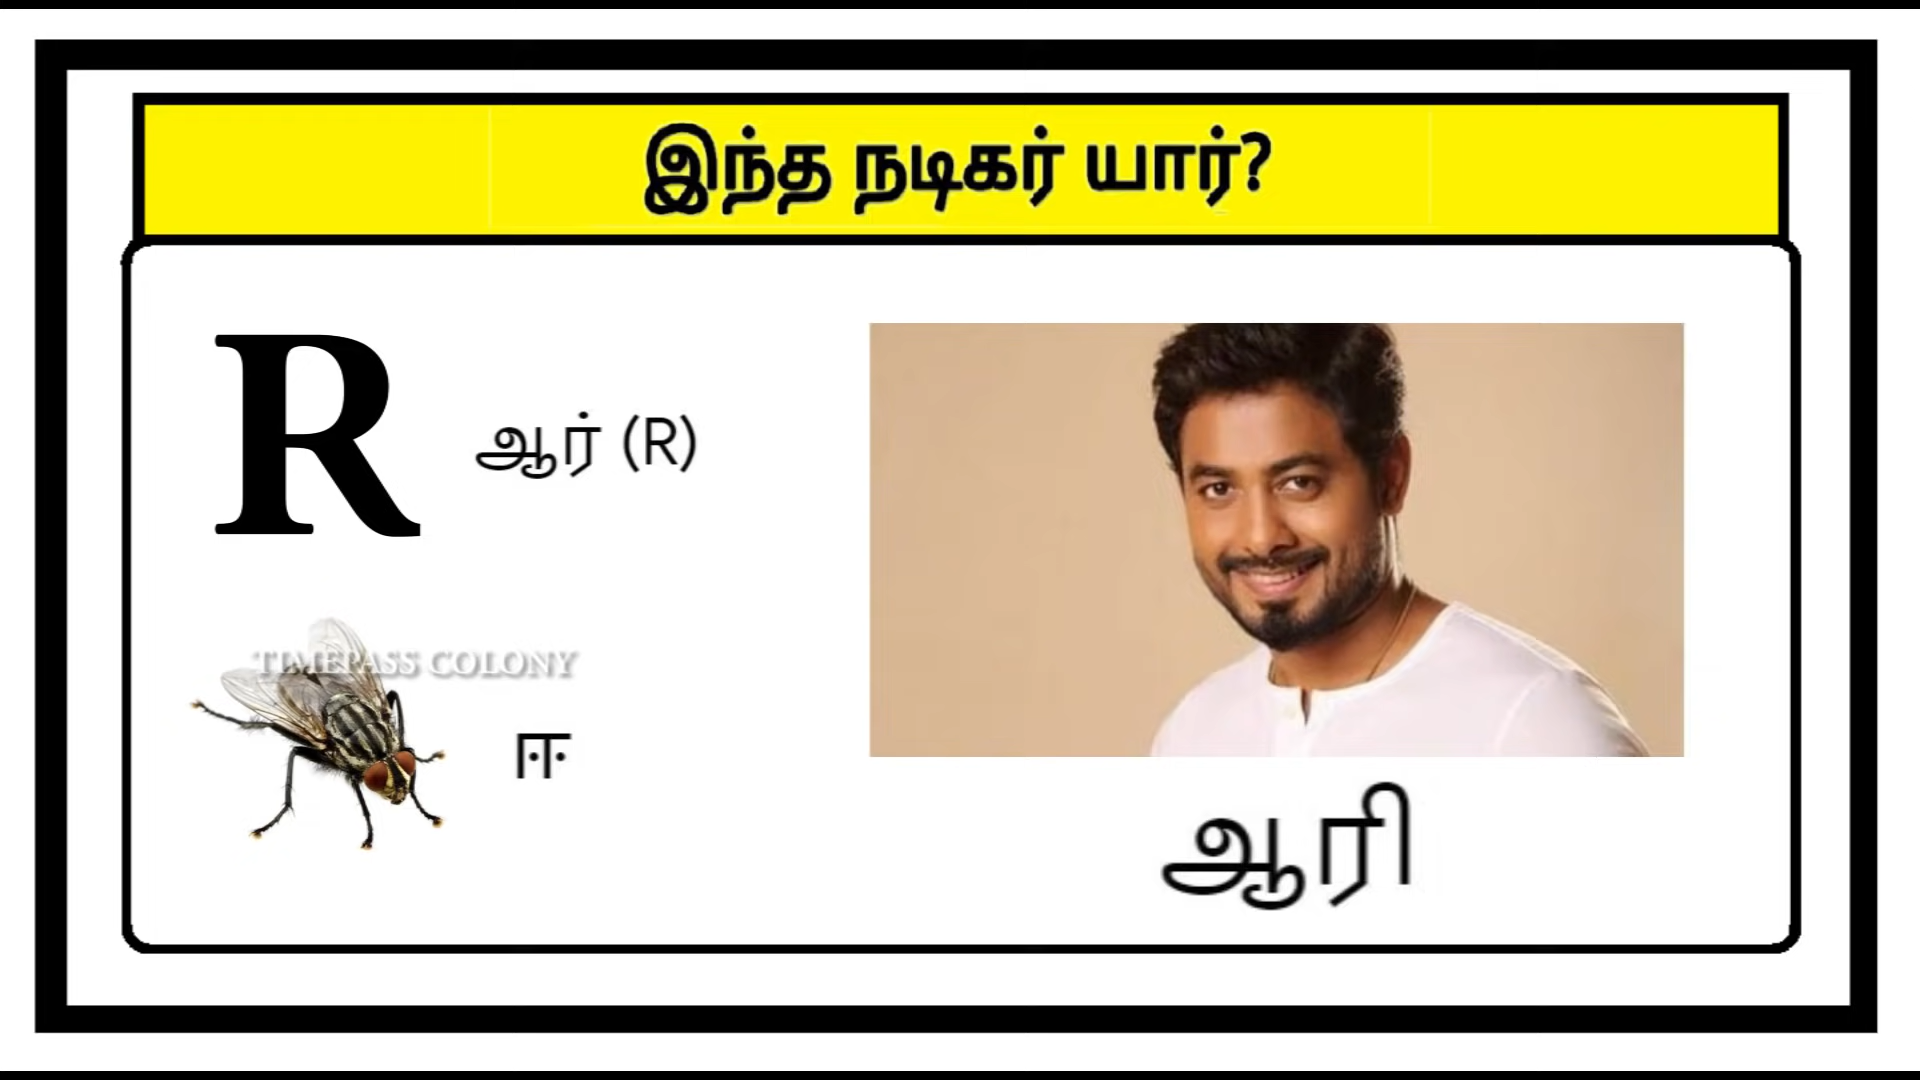 இந்த நடிகர் யார்?
R
ஆர் (R)
TIMEPASS COLONY
ஈ
ஆரி